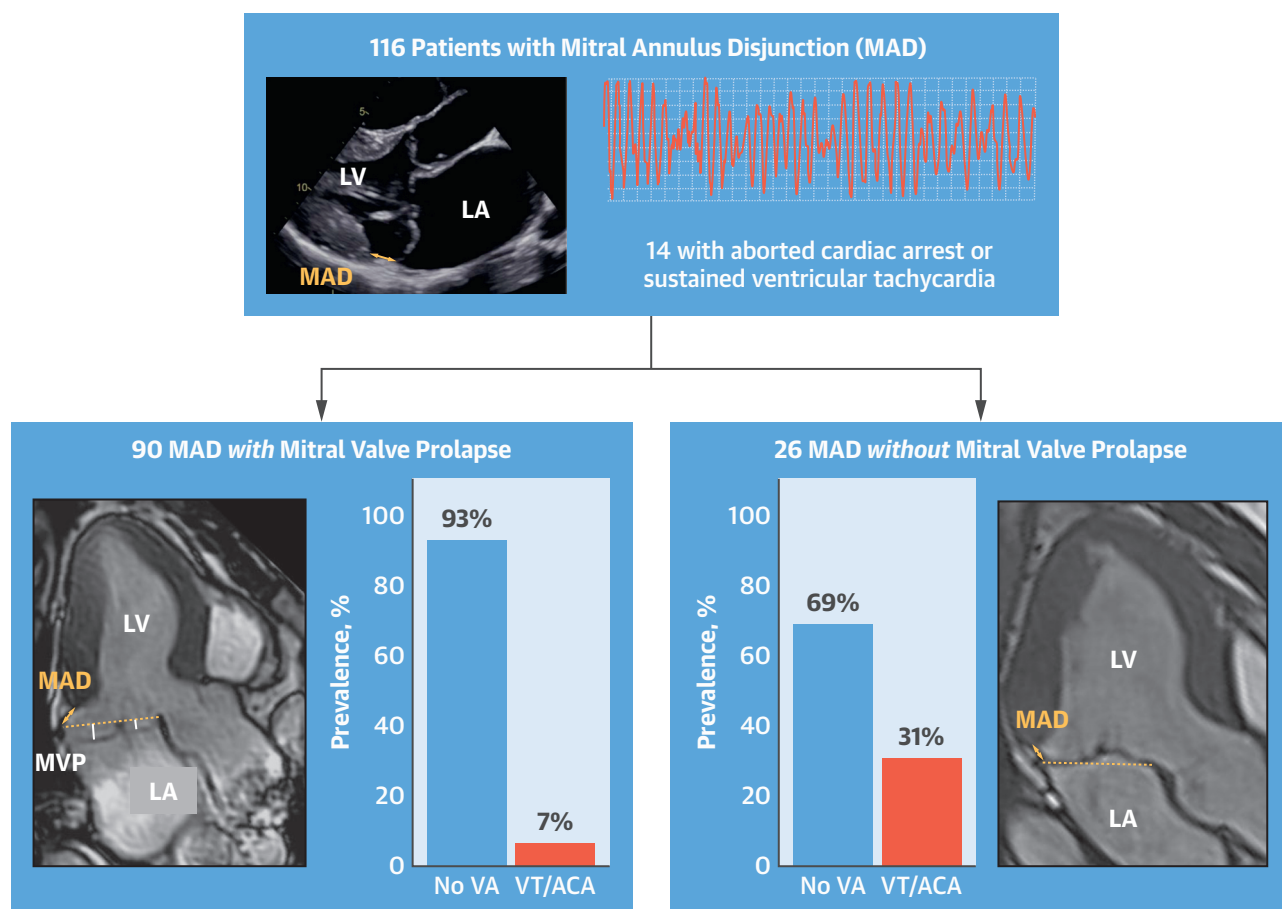 116 Patients with Mitral Annulus Disjunction (MAD)
5
10
LV
LA
MAD
14 with aborted cardiac arrest or
sustained ventricular tachycardia
90 MAD with Mitral Valve Prolapse
LV
MAD
MVP
LA
Prevalence, %
100
80
60
40
20
0
93%
7%
No VA
VT/ACA
26 MAD without Mitral Valve Prolapse
Prevalence, %
100
80
60
40
20
0
69%
31%
No VA
VT/ACA
LV
MAD
LA